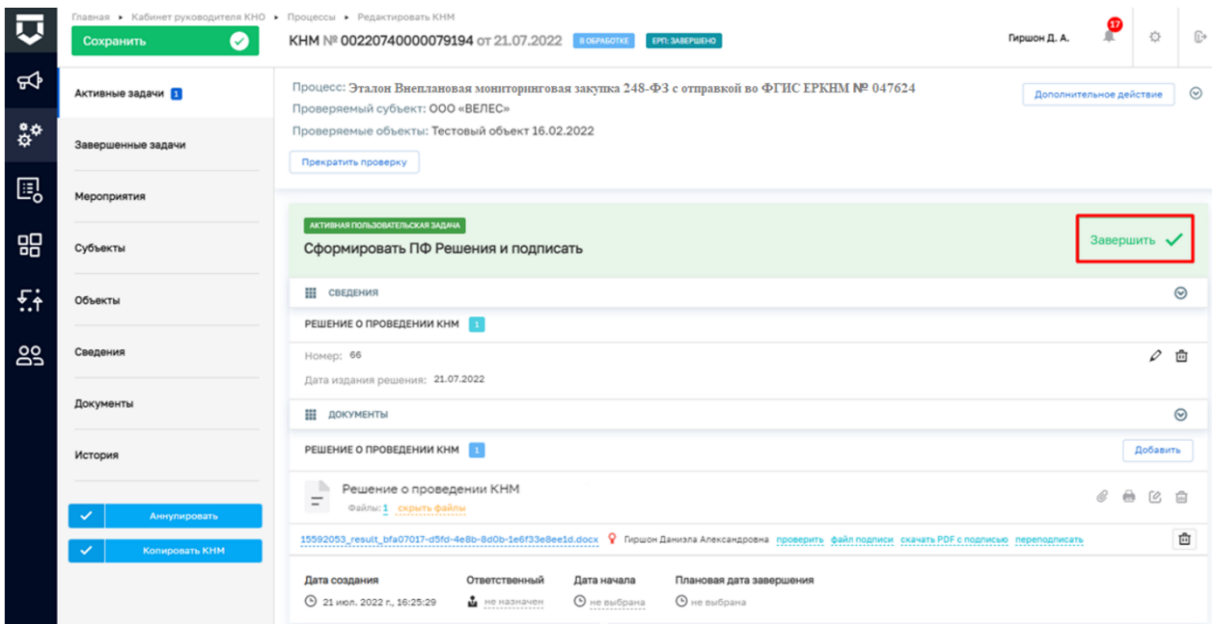 Главная ▸ Кабинет руководителя КНО ▸ Процессы ▸ Редактировать КНМ
Сохранить
КНМ № 00220740000079194 от 21.07.2022 В ОБРАБОТКЕ ЕРП: ЗАВЕРШЕНО
Гиршон Д. А.
17
Активные задачи 1
Завершенные задачи
Мероприятия
Субъекты
Объекты
Сведения
Документы
История
Аннулировать
Копировать КНМ
Процесс: Эталон Внеплановая мониторинговая закупка 248-ФЗ с отправкой во ФГИС ЕРКНМ № 047624
Дополнительное действие
Проверяемый субъект: ООО «ВЕЛЕС»
Проверяемые объекты: Тестовый объект 16.02.2022
Прекратить проверку
АКТИВНАЯ ПОЛЬЗОВАТЕЛЬСКАЯ ЗАДАЧА
Сформировать ПФ Решения и подписать
Завершить
СВЕДЕНИЯ
РЕШЕНИЕ О ПРОВЕДЕНИИ КНМ 1
Номер: 66
Дата издания решения: 21.07.2022
ДОКУМЕНТЫ
РЕШЕНИЕ О ПРОВЕДЕНИИ КНМ 1
Добавить
Решение о проведении КНМ
Файлы: 1 скрыть файлы
15592053_result_bfa07017-d5fd-4e8b-8d0b-1e6f33e8ee1d.docx Гиршон Даниэла Александровна проверить файл подписи скачать PDF с подписью переподписать
Дата создания Ответственный Дата начала Плановая дата завершения
21 июл. 2022 г., 16:25:29 не назначен не выбрана не выбрана